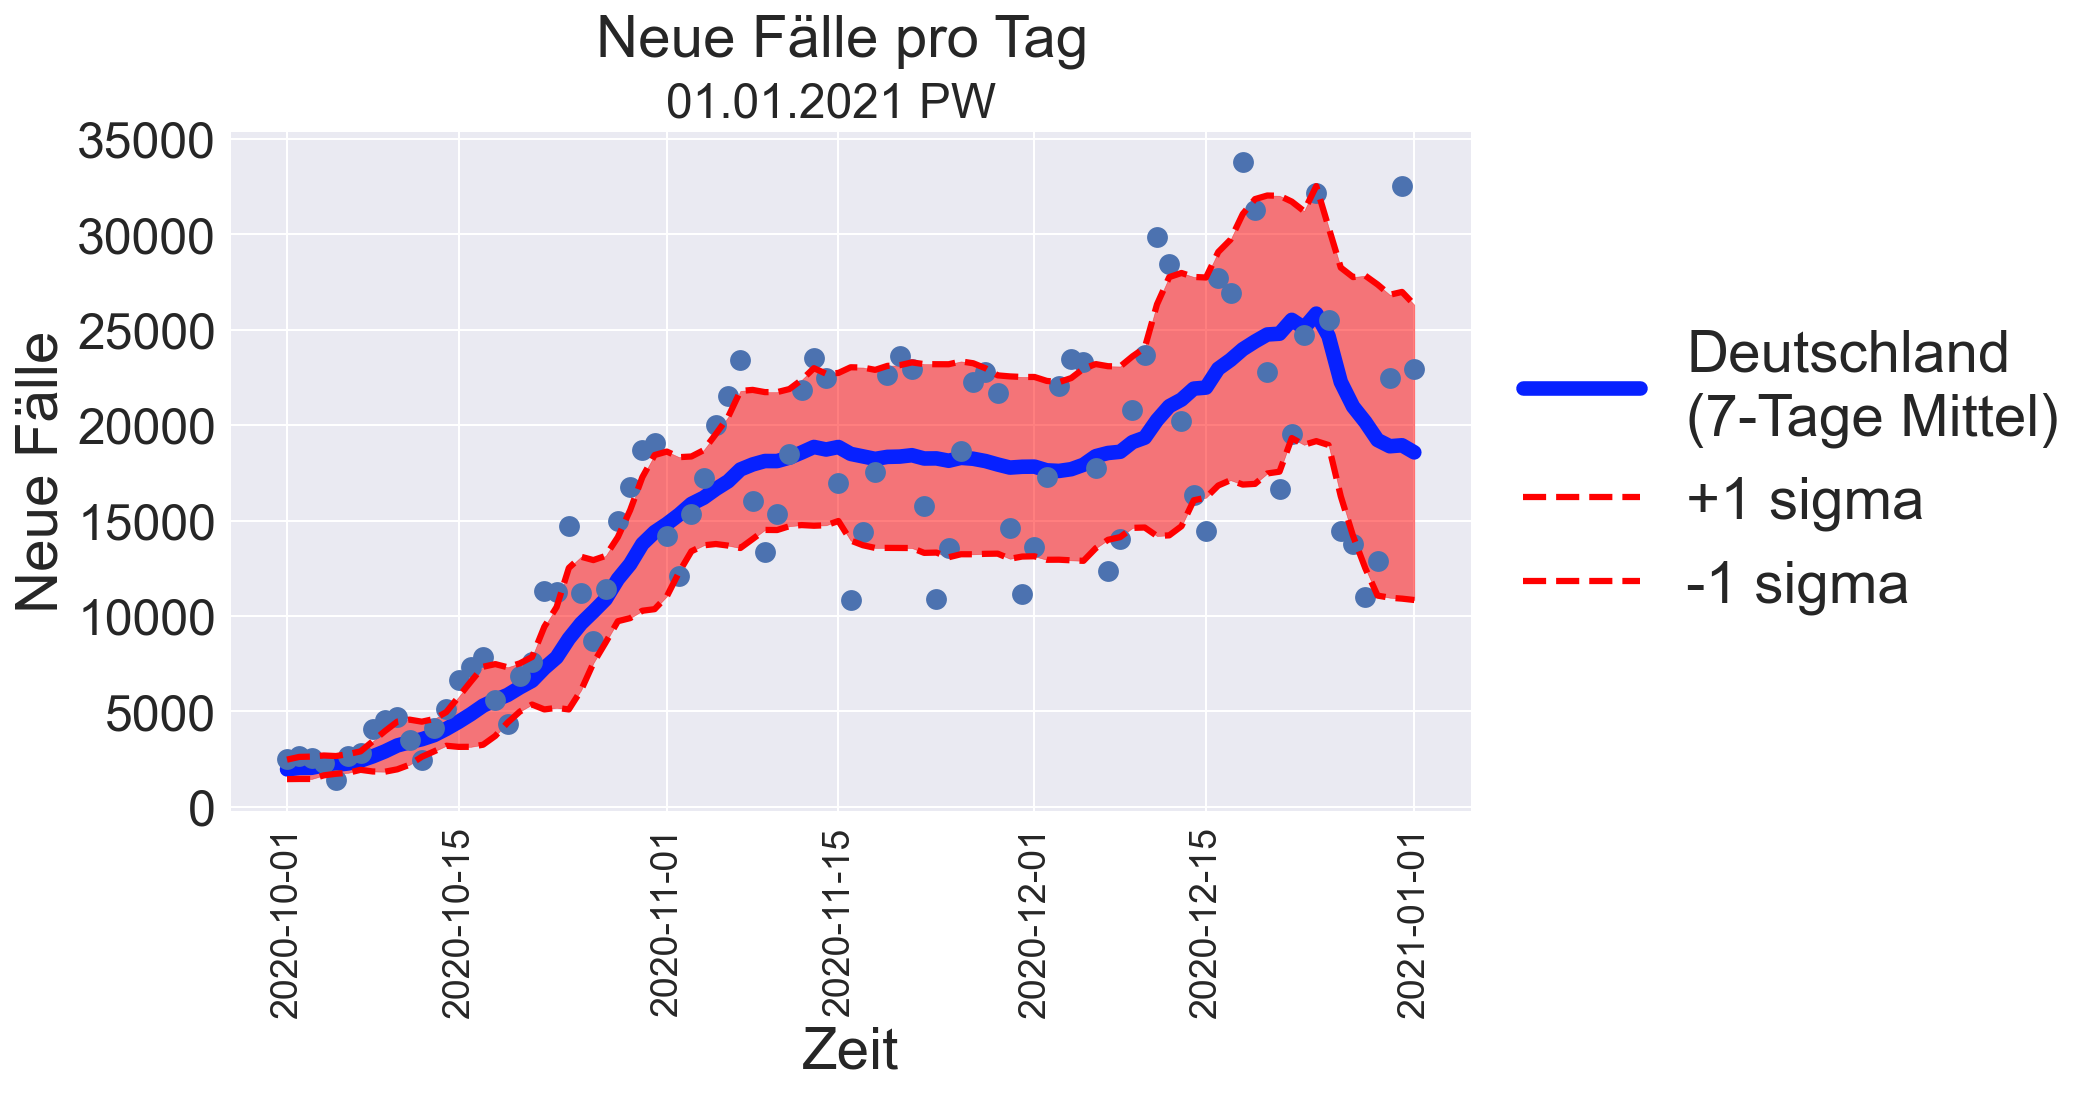 Neue Fälle pro Tag
01.01.2021 PW
35000
30000
25000
20000
15000
10000
5000
0
Neue Fälle
2020-10-01
2020-10-15
2020-11-01
2020-11-15
2020-12-01
2020-12-15
2021-01-01
Zeit
Deutschland
(7-Tage Mittel)
+1 sigma
-1 sigma